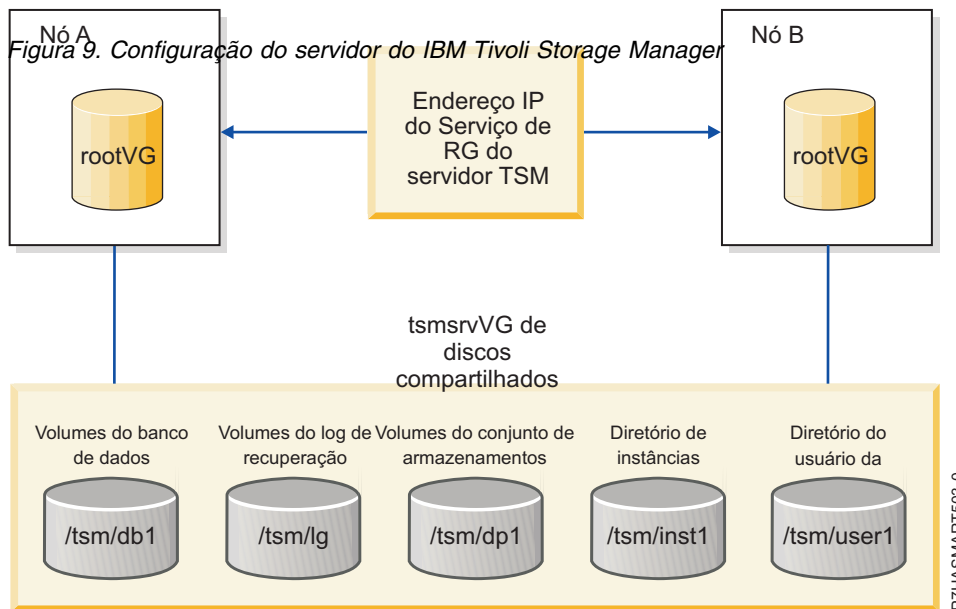 Nó A
Nó B
Figura 9. Configuração do servidor do IBM Tivoli Storage Manager
rootVG
Endereço IP
do Serviço de
RG do
servidor TSM
rootVG
tsmsrvVG de
discos
compartilhados
Volumes do banco
de dados
/tsm/db1
Volumes do log de
recuperação
/tsm/lg
Volumes do conjunto de
armazenamentos
/tsm/dp1
Diretório de
instâncias
/tsm/inst1
Diretório do
usuário da
/tsm/user1